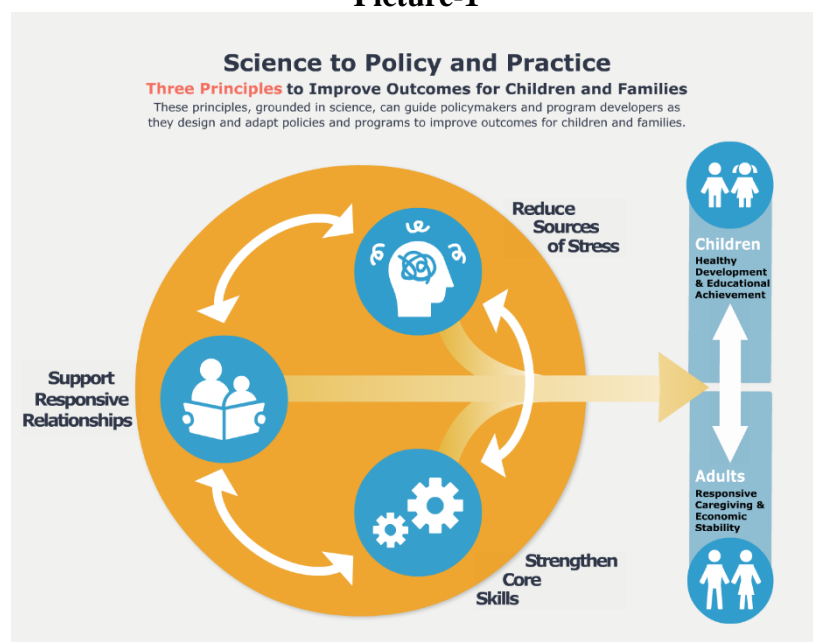 Picture-1
Science to Policy and Practice
Three Principles to Improve Outcomes for Children and Families
These principles, grounded in science, can guide policymakers and program developers as
they design and adapt policies and programs to improve outcomes for children and families.
Reduce
Sources
of Stress
Support
Responsive
Relationships
Strengthen
Core
Skills
Children
Healthy
Development
& Educational
Achievement
Adults
Responsive
Caregiving &
Economic
Stability